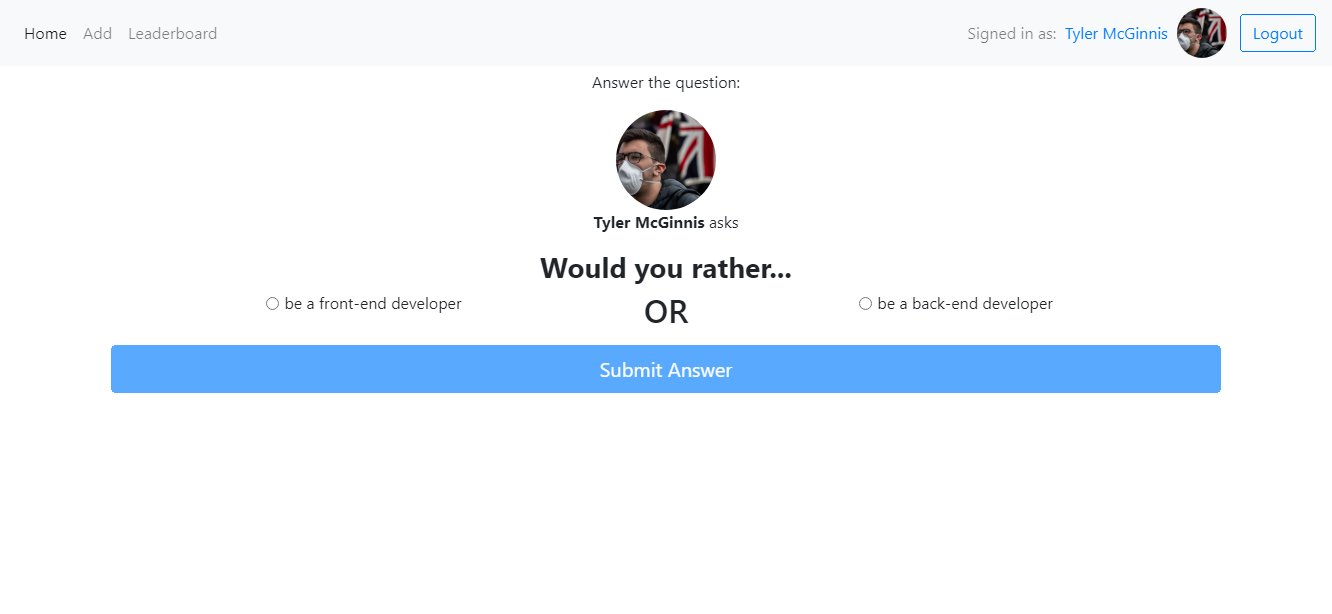 Home Add Leaderboard Signed in as: Tyler McGinnis Logout
Answer the question:
Tyler McGinnis asks
Would you rather...
be a front-end developer OR be a back-end developer
Submit Answer